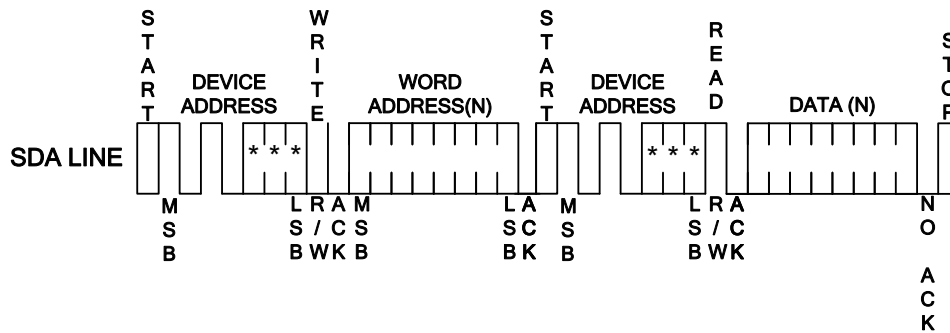 START
WRITE
START
READ
STOP
DEVICE
ADDRESS
WORD
ADDRESS(N)
DEVICE
ADDRESS
DATA (N)
SDA LINE
* * *
* * *
MSB
LSB
R/W
ACK
MSB
LSB
ACK
MSB
LSB
R/W
ACK
NO ACK